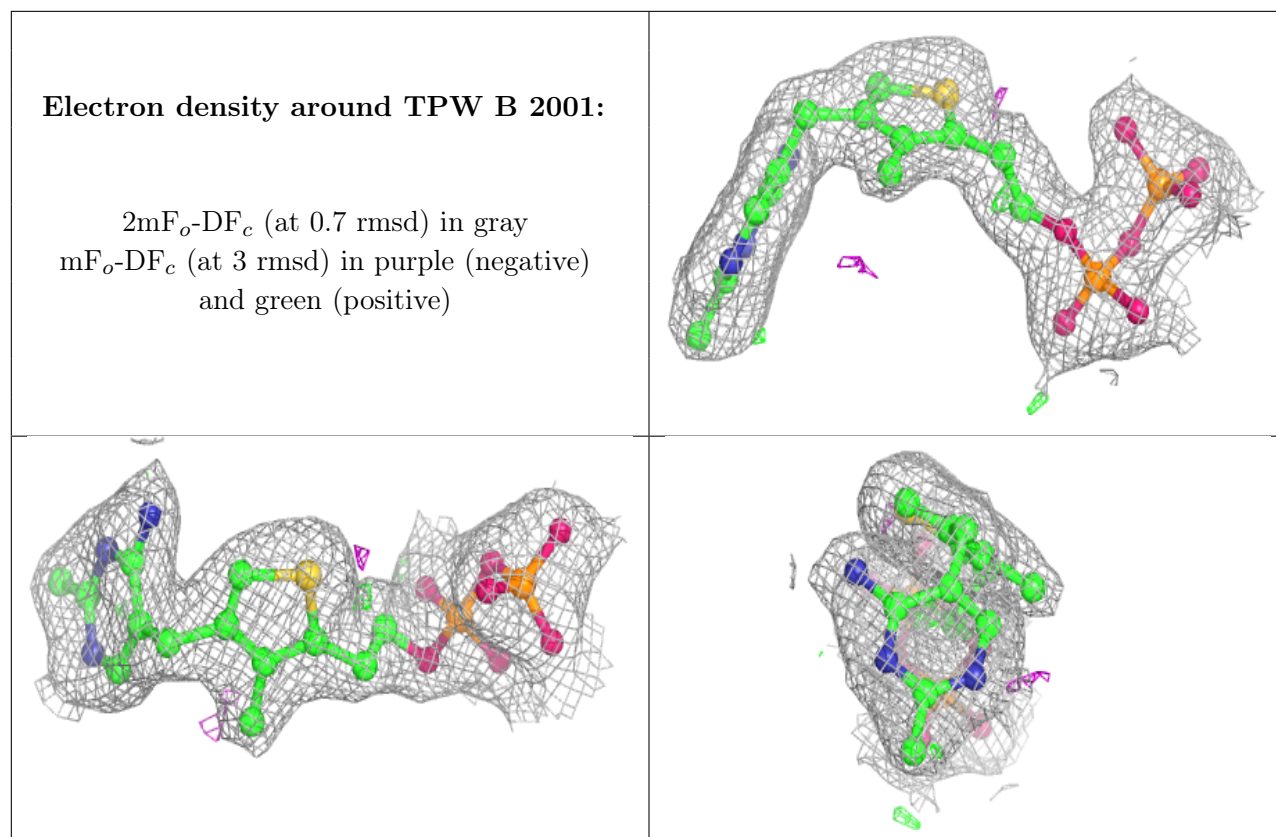 Electron density around TPW B 2001:
2mFo-DFc (at 0.7 rmsd) in gray
mFo-DFc (at 3 rmsd) in purple (negative)
and green (positive)